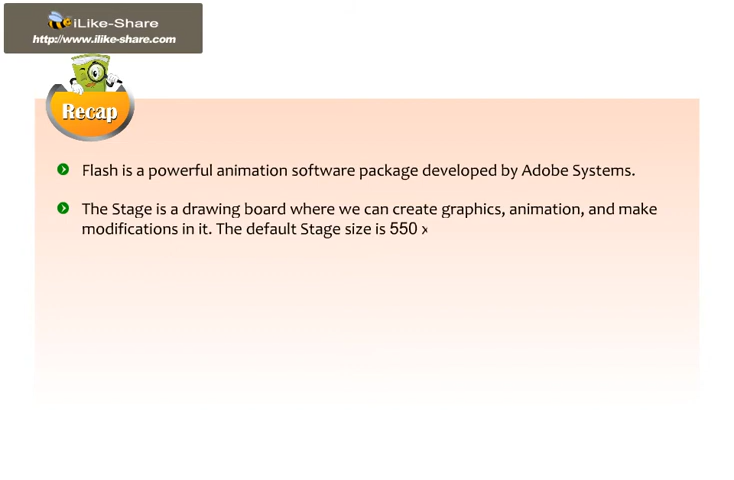 iLike-Share
http://www.ilike-share.com
Recap
Flash is a powerful animation software package developed by Adobe Systems.
The Stage is a drawing board where we can create graphics, animation, and make
modifications in it. The default Stage size is 550 x